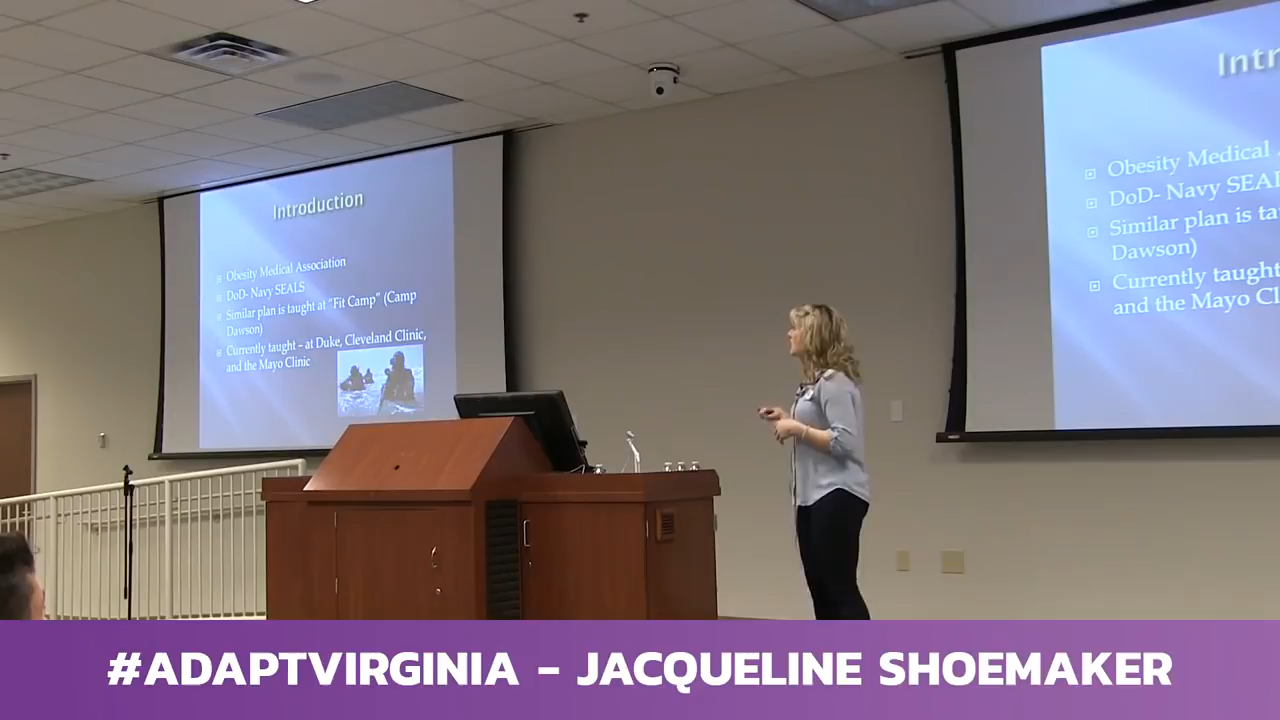 Introduction
Obesity Medical Association
DoD- Navy SEALS
Similar plan is taught at "Fit Camp" (Camp
Dawson)
Currently taught – at Duke, Cleveland Clinic,
and the Mayo Clinic
Intr
Obesity Medical
DoD- Navy SEAL
Similar plan is ta
Dawson)
Currently taught
and the Mayo Cl
#ADAPTVIRGINIA - JACQUELINE SHOEMAKER